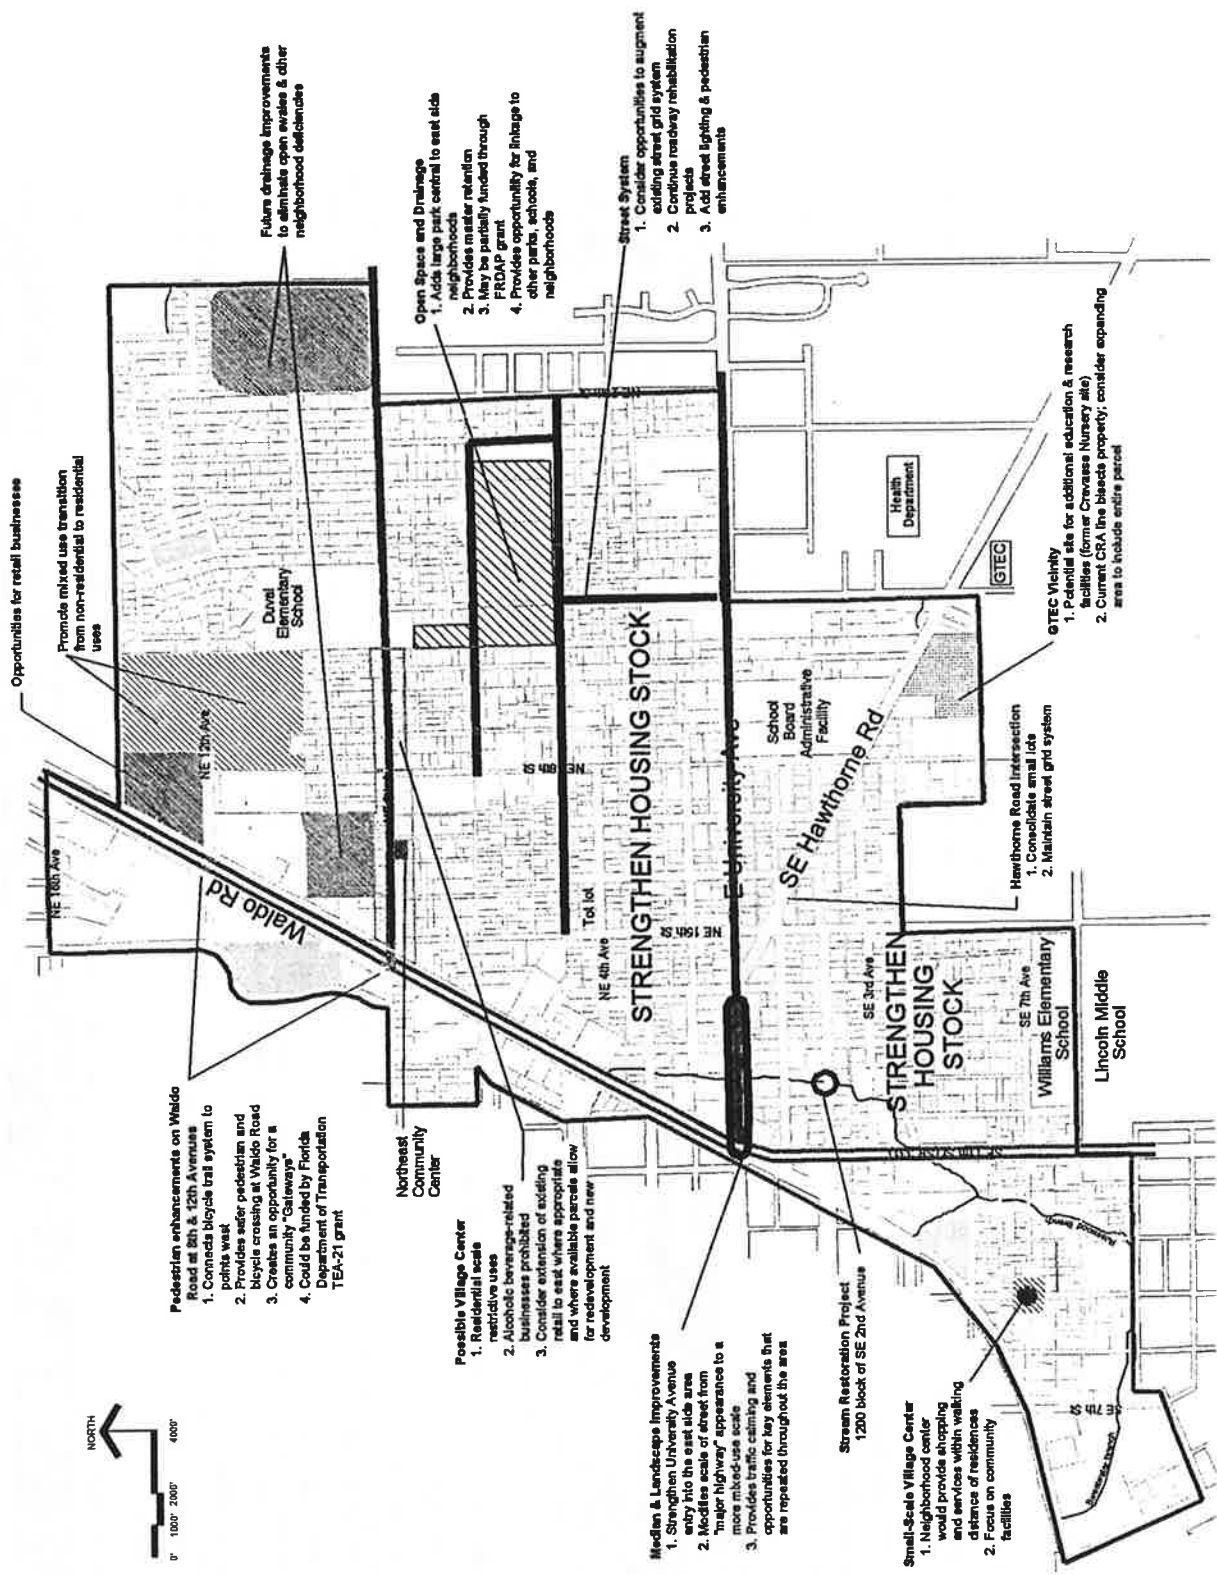 NORTH
0' 1000' 2000' 4000'
Opportunities for retail businesses
Promote mixed use transition
from non-residential to residential
uses
Future drainage improvements
to eliminate open swales & other
neighborhood deficiencies
Pedestrian enhancements on Waldo
Road at 8th & 12th Avenues
1. Connects bicycle trail system to
points west
2. Provides safer pedestrian and
bicycle crossing at Waldo Road
3. Creates an opportunity for a
community "Gateways"
4. Could be funded by Florida
Department of Transportation
TEA-21 grant
NE 16th Ave
Waldo Rd
NE 12th Ave
Duval
Elementary
School
Northeast
Community
Center
Open Space and Drainage
1. Adds large park central to east side
neighborhoods
2. Provides master retention
3. May be partially funded through
FRDAP grant
4. Provides opportunity for linkage to
other parks, schools, and
neighborhoods
Possible Village Center
1. Residential scale
restrictive uses
2. Alcoholic beverage-related
businesses prohibited
3. Consider extension of existing
retail to east where appropriate
and where available parcels allow
for redevelopment and new
development
NE 18th St
Tot lot
NE 4th Ave
NE 15th St
STRENGTHEN HOUSING STOCK
Street System
1. Consider opportunities to augment
existing street grid system
2. Continue roadway rehabilitation
projects
3. Add street lighting & pedestrian
enhancements
Median & Landscape Improvements
1. Strengthen University Avenue
entry into the east side area
2. Modifies scale of street from
"major highway" appearance to a
more mixed-use scale
3. Provides traffic calming and
opportunities for key elements that
are repeated throughout the area
E University Ave
School
Board
Administrative
Facility
SE Hawthorne Rd
Health
Department
GTEC
Stream Restoration Project
1200 block of SE 2nd Avenue
SE 3rd Ave
STRENGTHEN
HOUSING
STOCK
SE 7th Ave
Williams Elementary
School
Lincoln Middle
School
Hawthorne Road Intersection
1. Consolidate small lots
2. Maintain street grid system
GTEC Vicinity
1. Potential site for additional education & research
facilities (former Crevasse Nursery site)
2. Current CRA line bisects property; consider expanding
area to include entire parcel
Small-Scale Village Center
1. Neighborhood center
would provide shopping
and services within walking
distance of residences
2. Focus on community
facilities
SE 7th St